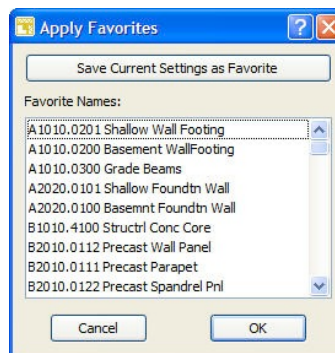 Apply Favorites
Save Current Settings as Favorite
Favorite Names:
A1010.0201 Shallow Wall Footing
A1010.0200 Basement WallFooting
A1010.0300 Grade Beams
A2020.0101 Shallow Foundtn Wall
A2020.0100 Basemnt Foundtn Wall
B1010.4100 Structrl Conc Core
B2010.0112 Precast Wall Panel
B2010.0111 Precast Parapet
B2010.0122 Precast Spandrel Pnl
Cancel OK